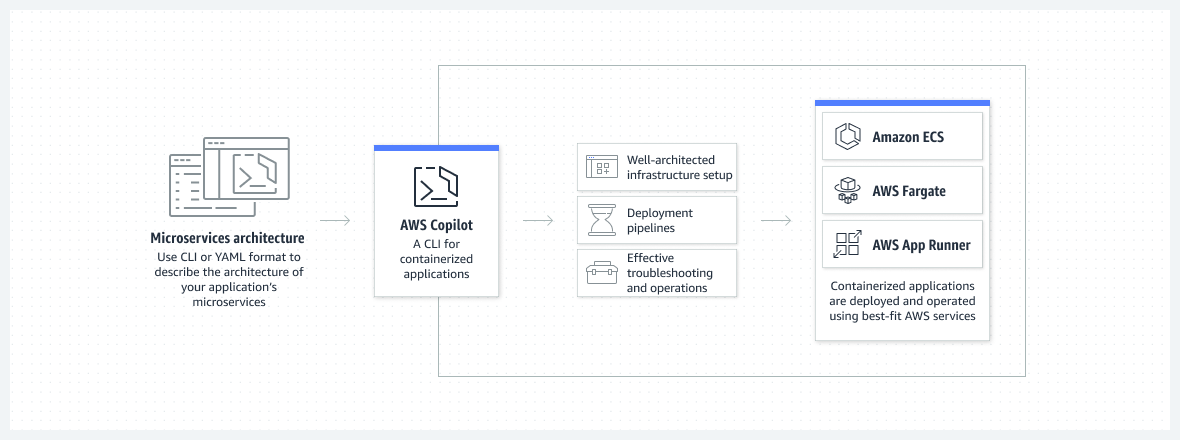 Microservices architecture
Use CLI or YAML format to
describe the architecture of
your application's
microservices
AWS Copilot
A CLI for
containerized
applications
Well-architected
infrastructure setup
Deployment
pipelines
Effective
troubleshooting
and operations
Amazon ECS
AWS Fargate
AWS App Runner
Containerized applications
are deployed and operated
using best-fit AWS services